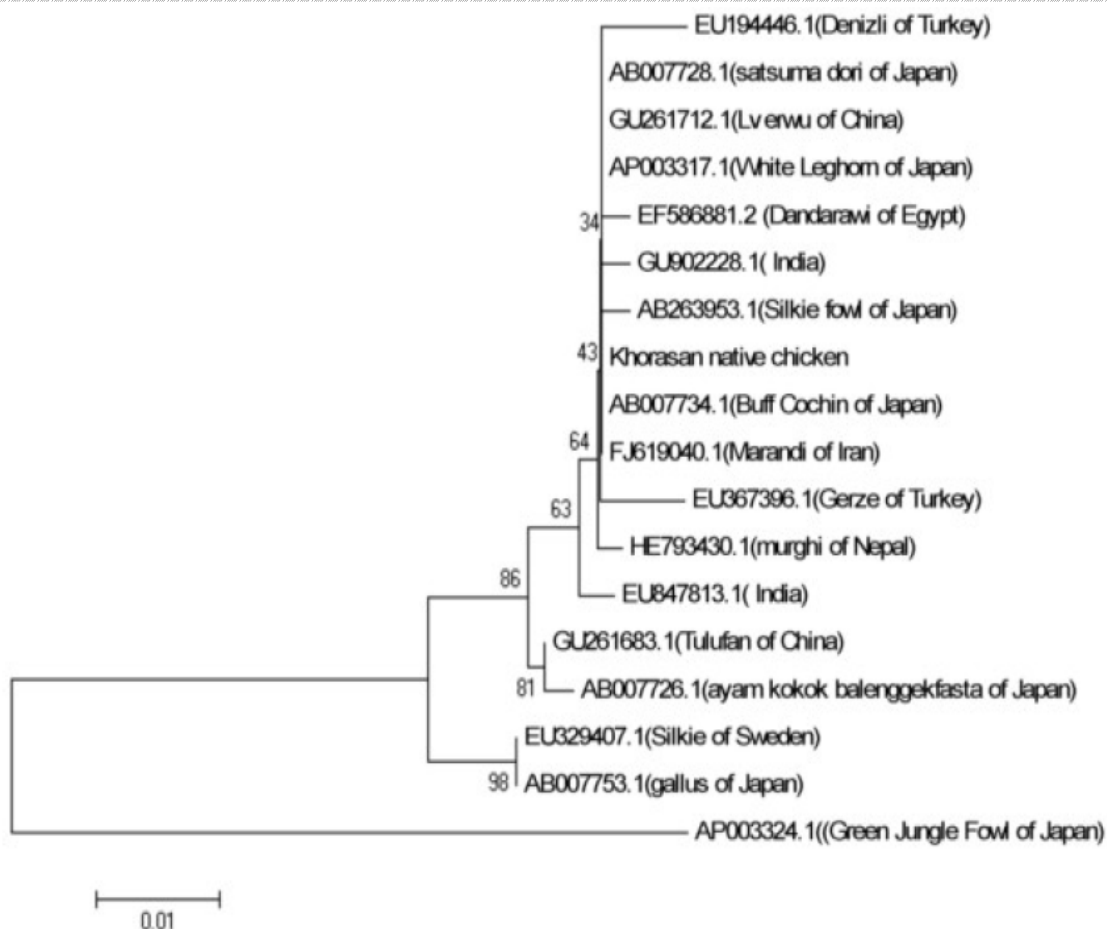 EU194446.1(Denizli of Turkey)
AB007728.1(satsuma dori of Japan)
GU261712.1(Lv erwu of China)
AP003317.1(White Leghorn of Japan)
34
EF586881.2 (Dandarawi of Egypt)
GU902228.1( India)
AB263953.1(Silkie fowl of Japan)
43
Khorasan native chicken
AB007734.1(Buff Cochin of Japan)
64
FJ619040.1(Marandi of Iran)
EU367396.1(Gerze of Turkey)
63
HE793430.1(murghi of Nepal)
86
EU847813.1( India)
GU261683.1(Tulufan of China)
81
AB007726.1(ayam kokok balenggekfasta of Japan)
EU329407.1(Silkie of Sweden)
98
AB007753.1(gallus of Japan)
AP003324.1((Green Jungle Fowl of Japan)
0.01